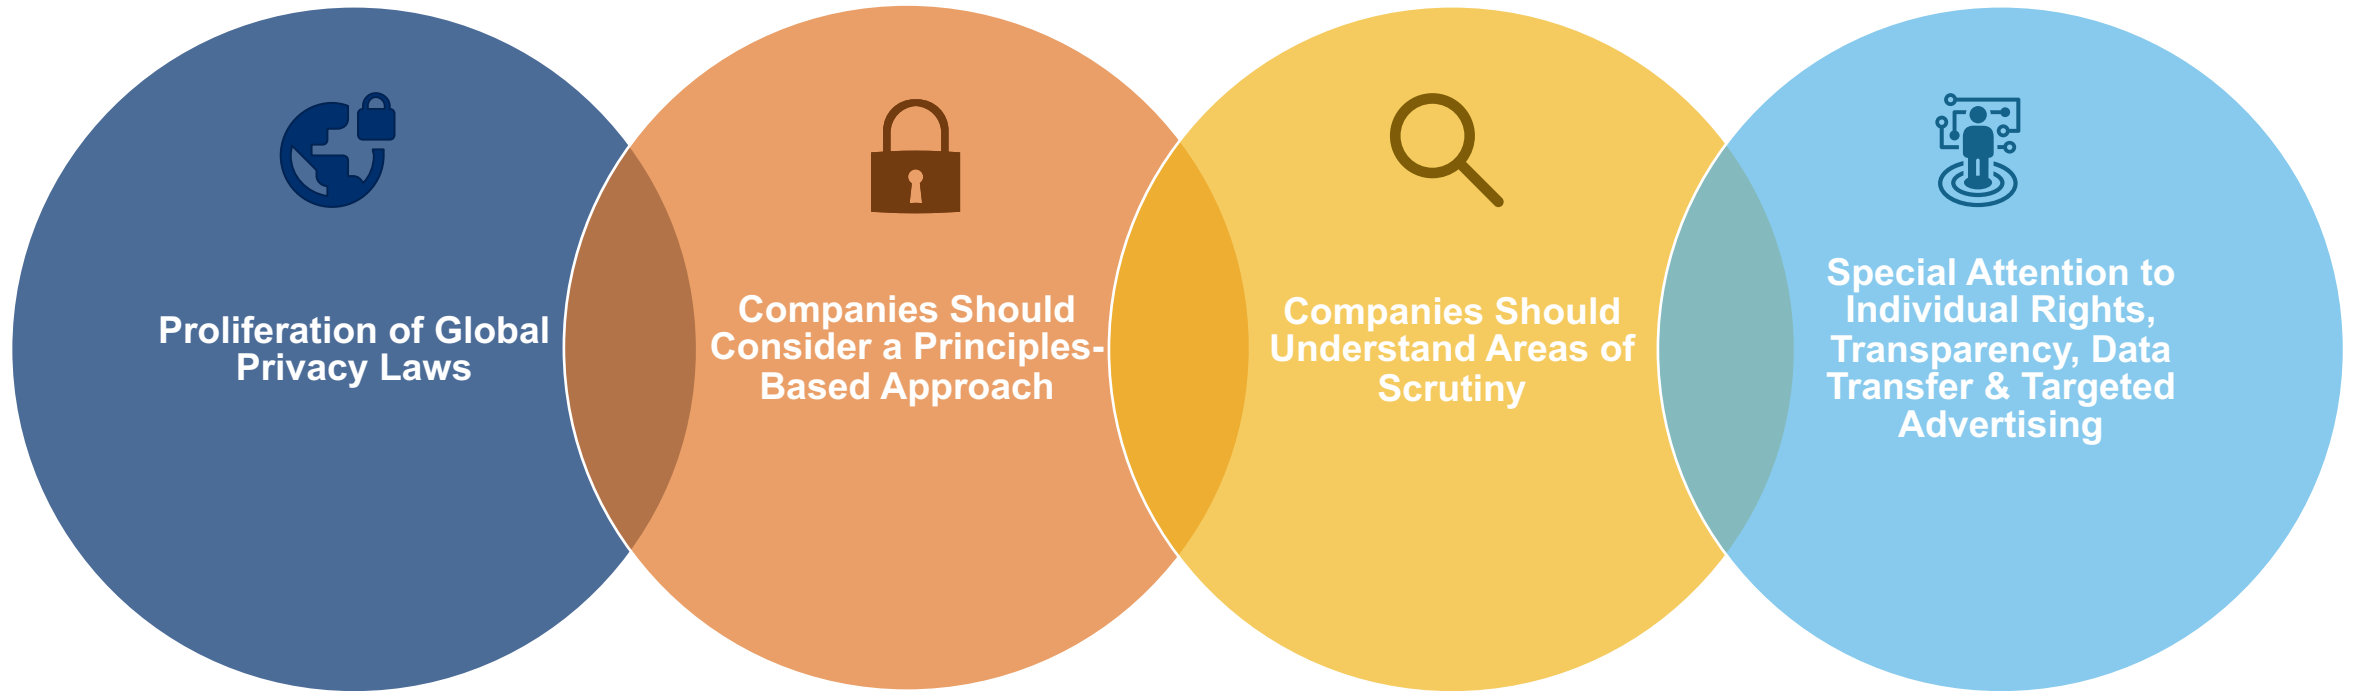 Proliferation of Global
Privacy Laws
Companies Should
Consider a Principles-
Based Approach
Companies Should
Understand Areas of
Scrutiny
Special Attention to
Individual Rights,
Transparency, Data
Transfer & Targeted
Advertising